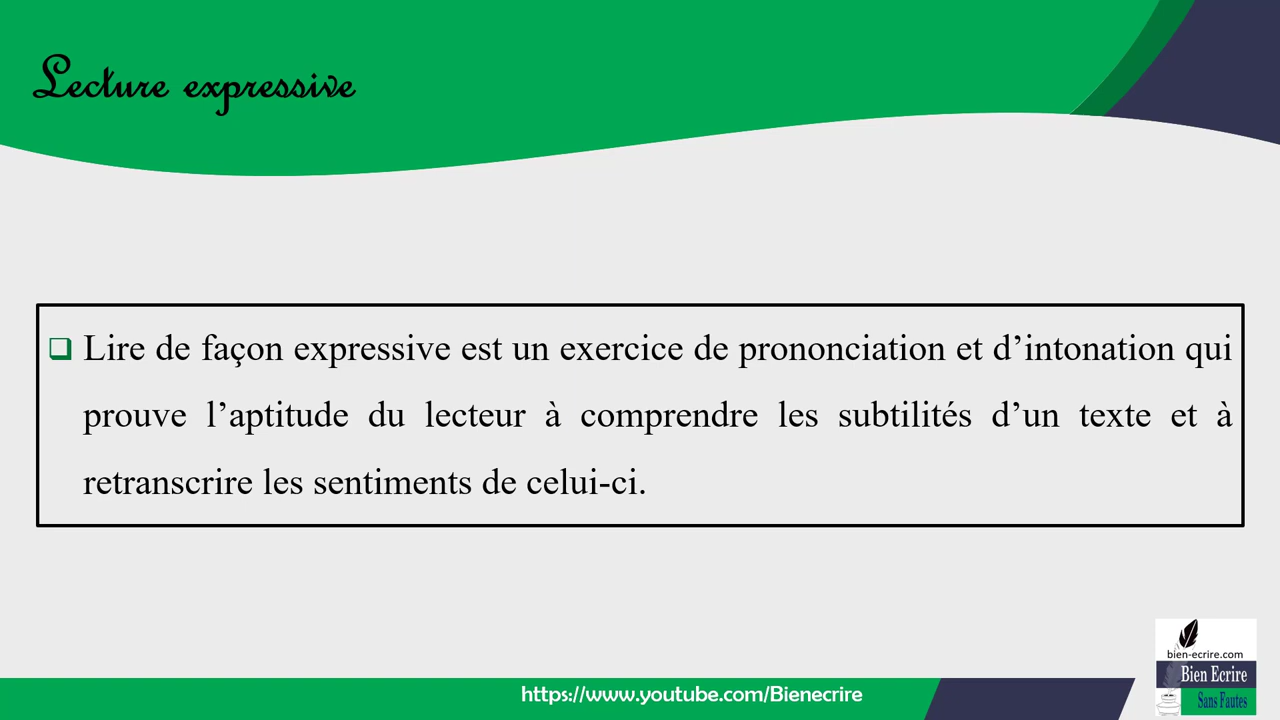 Lecture expressive
❑ Lire de façon expressive est un exercice de prononciation et d’intonation qui
prouve l’aptitude du lecteur à comprendre les subtilités d’un texte et à
retranscrire les sentiments de celui-ci.
bien-ecrire.com
Bien Ecrire
Sans Fautes
https://www.youtube.com/Bienecrire